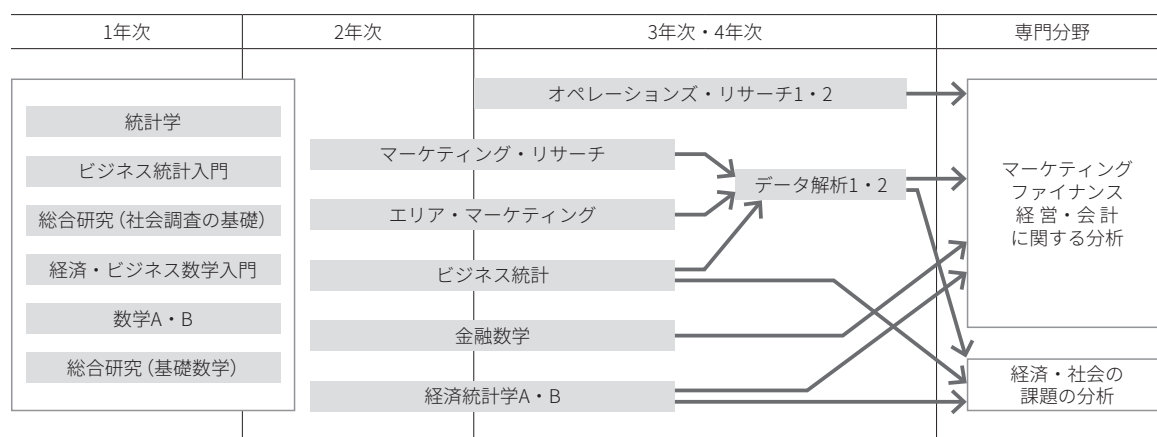 1年次
2年次
3年次・4年次
専門分野
統計学
ビジネス統計入門
総合研究（社会調査の基礎）
経済・ビジネス数学入門
数学A・B
総合研究（基礎数学）
オペレーションズ・リサーチ1・2
マーケティング・リサーチ
エリア・マーケティング
ビジネス統計
金融数学
経済統計学A・B
データ解析1・2
マーケティング
ファイナンス
経営・会計
に関する分析
経済・社会の
課題の分析